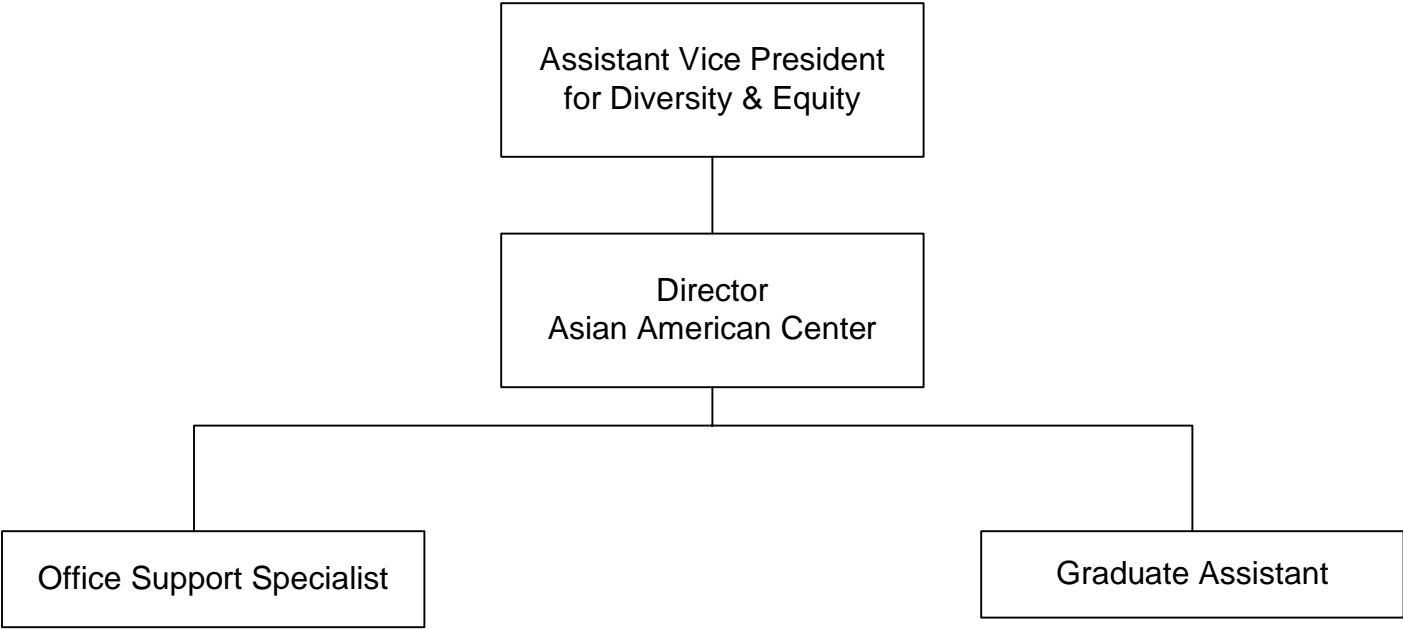 Assistant Vice President
for Diversity & Equity
Director
Asian American Center
Office Support Specialist
Graduate Assistant